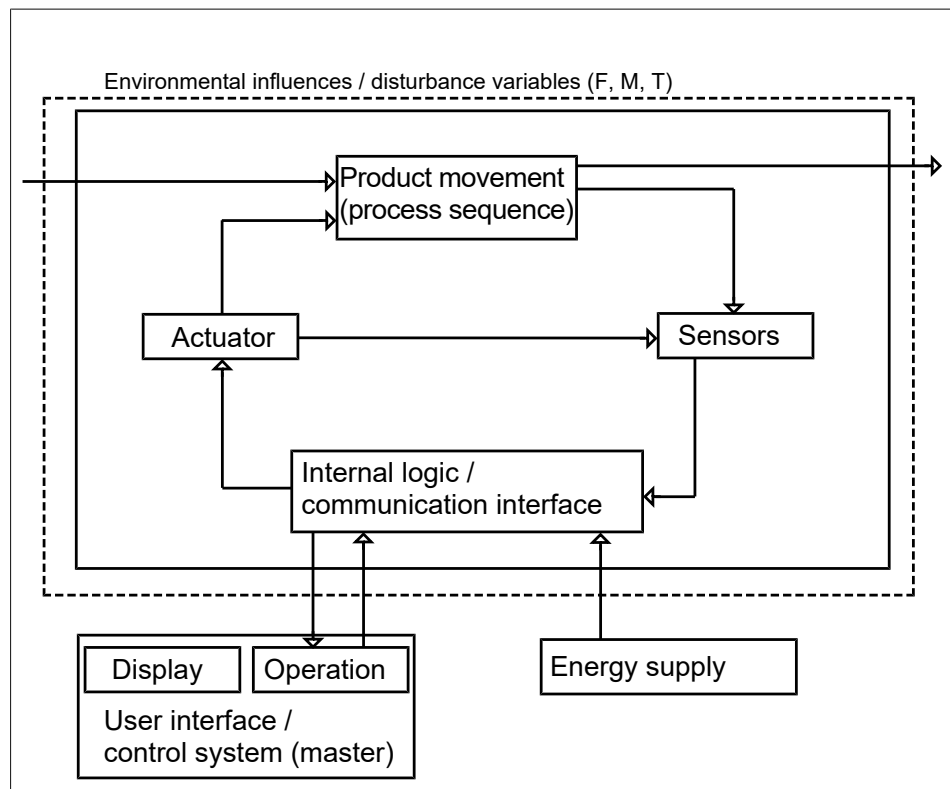 Environmental influences / disturbance variables (F, M, T)
Product movement
(process sequence)
Actuator
Sensors
Internal logic /
communication interface
Display
Operation
Energy supply
User interface /
control system (master)